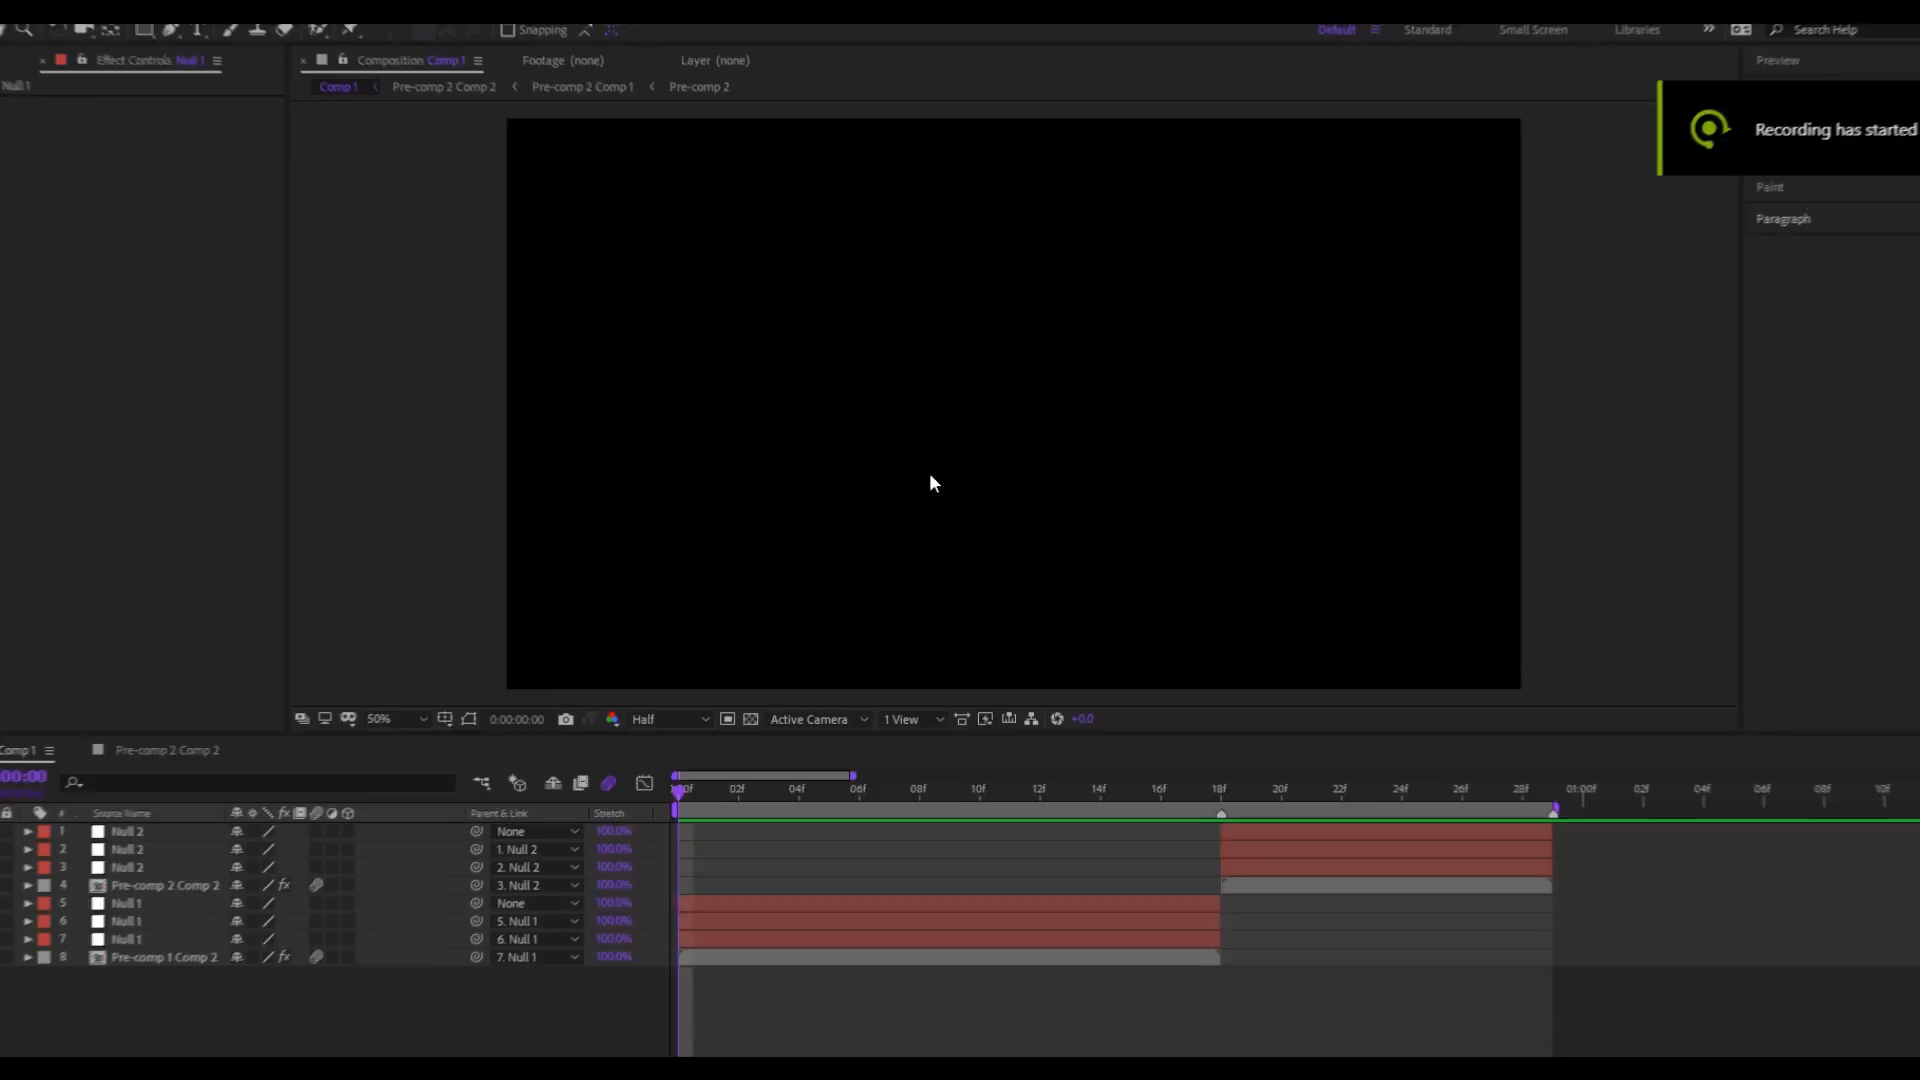 Snapping
Default
Standard
Small Screen
Libraries
Search Help
Effect Controls Null 1
Composition Comp 1
Footage (none)
Layer (none)
Preview
Null 1
Comp 1
Pre-comp 2 Comp 2
Pre-comp 2 Comp 1
Pre-comp 2
Recording has started
Paint
Paragraph
50%
0:00:00:00
Half
Active Camera
1 View
+0.0
Comp 1
Pre-comp 2 Comp 2
02f 04f 06f 08f 10f 12f 14f 16f 18f 20f 22f 24f 26f 28f 01:00f 02f 04f 06f 08f 10f
# Source Name Parent & Link Stretch
1 Null 2 None 100.0%
2 Null 2 1. Null 2 100.0%
3 Null 2 2. Null 2 100.0%
4 Pre-comp 2 Comp 2 fx 3. Null 2 100.0%
5 Null 1 None 100.0%
6 Null 1 5. Null 1 100.0%
7 Null 1 6. Null 1 100.0%
8 Pre-comp 1 Comp 2 fx 7. Null 1 100.0%